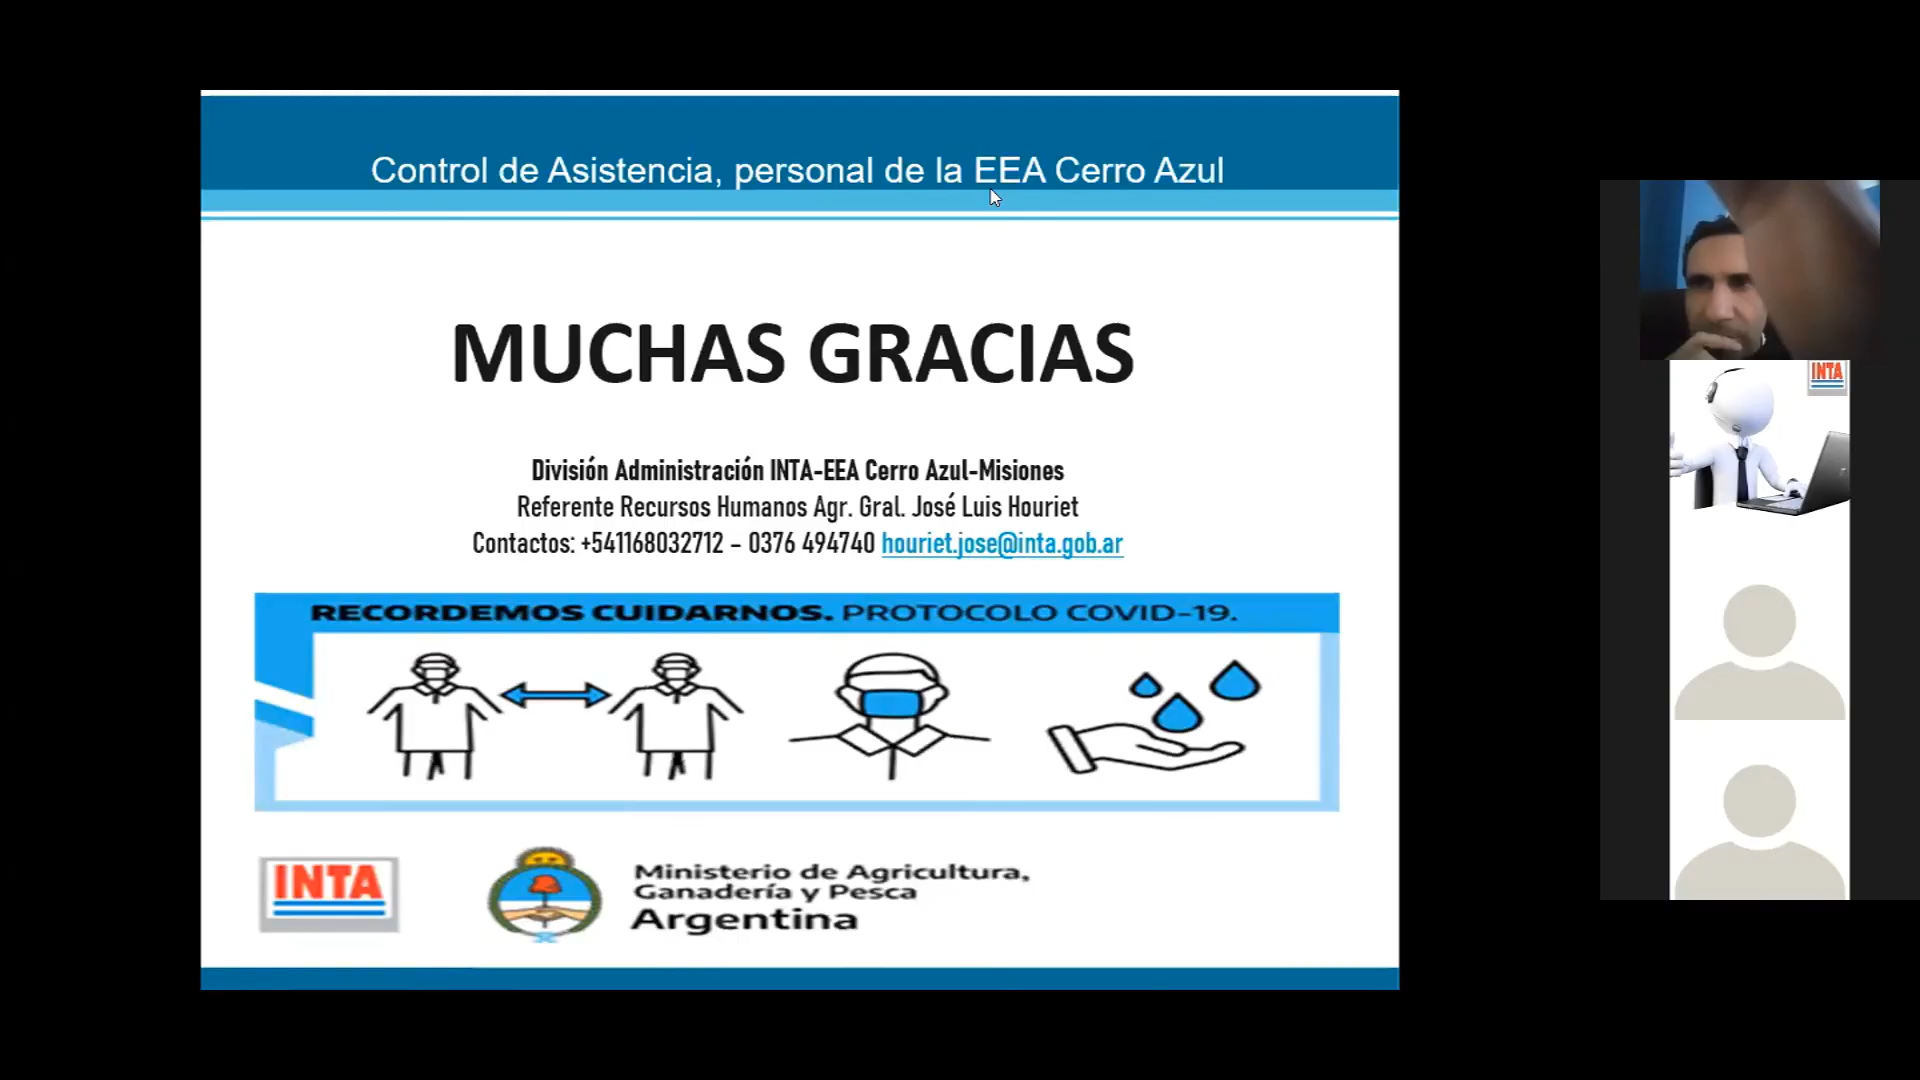 Control de Asistencia, personal de la EEA Cerro Azul
MUCHAS GRACIAS
División Administración INTA-EEA Cerro Azul-Misiones
Referente Recursos Humanos Agr. Gral. José Luis Houriet
Contactos: +541168032712 – 0376 494740 houriet.jose@inta.gob.ar
RECORDEMOS CUIDARNOS. PROTOCOLO COVID-19.
INTA
Ministerio de Agricultura,
Ganadería y Pesca
Argentina
INTA